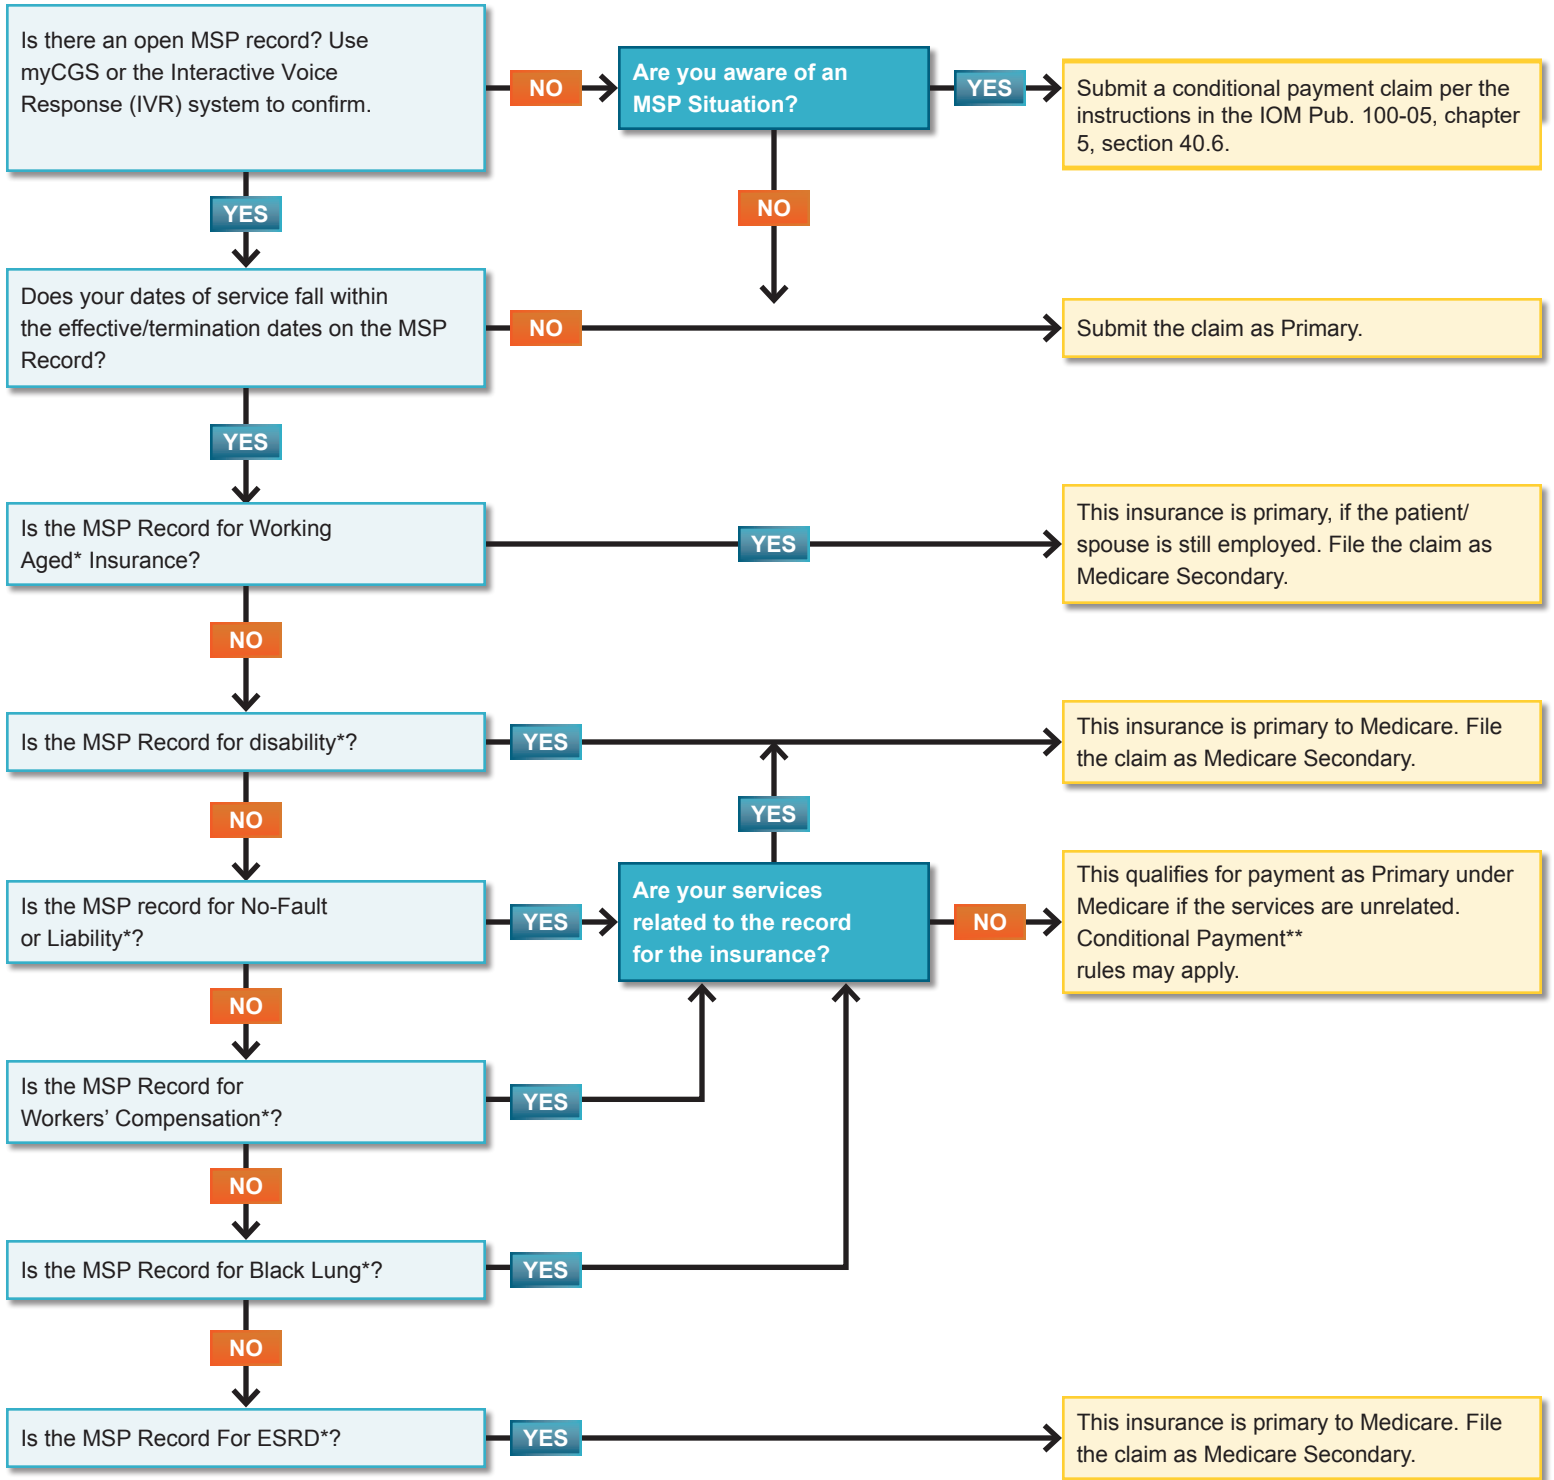 Is there an open MSP record? Use
myCGS or the Interactive Voice
Response (IVR) system to confirm.
NO
Are you aware of an
MSP Situation?
YES
Submit a conditional payment claim per the
instructions in the IOM Pub. 100-05, chapter
5, section 40.6.
YES
NO
Does your dates of service fall within
the effective/termination dates on the MSP
Record?
NO
Submit the claim as Primary.
YES
Is the MSP Record for Working
Aged* Insurance?
YES
This insurance is primary, if the patient/
spouse is still employed. File the claim as
Medicare Secondary.
NO
Is the MSP Record for disability*?
YES
This insurance is primary to Medicare. File
the claim as Medicare Secondary.
NO
YES
Is the MSP record for No-Fault
or Liability*?
YES
Are your services
related to the record
for the insurance?
NO
This qualifies for payment as Primary under
Medicare if the services are unrelated.
Conditional Payment**
rules may apply.
NO
Is the MSP Record for
Workers’ Compensation*?
YES
NO
Is the MSP Record for Black Lung*?
YES
NO
Is the MSP Record For ESRD*?
YES
This insurance is primary to Medicare. File
the claim as Medicare Secondary.